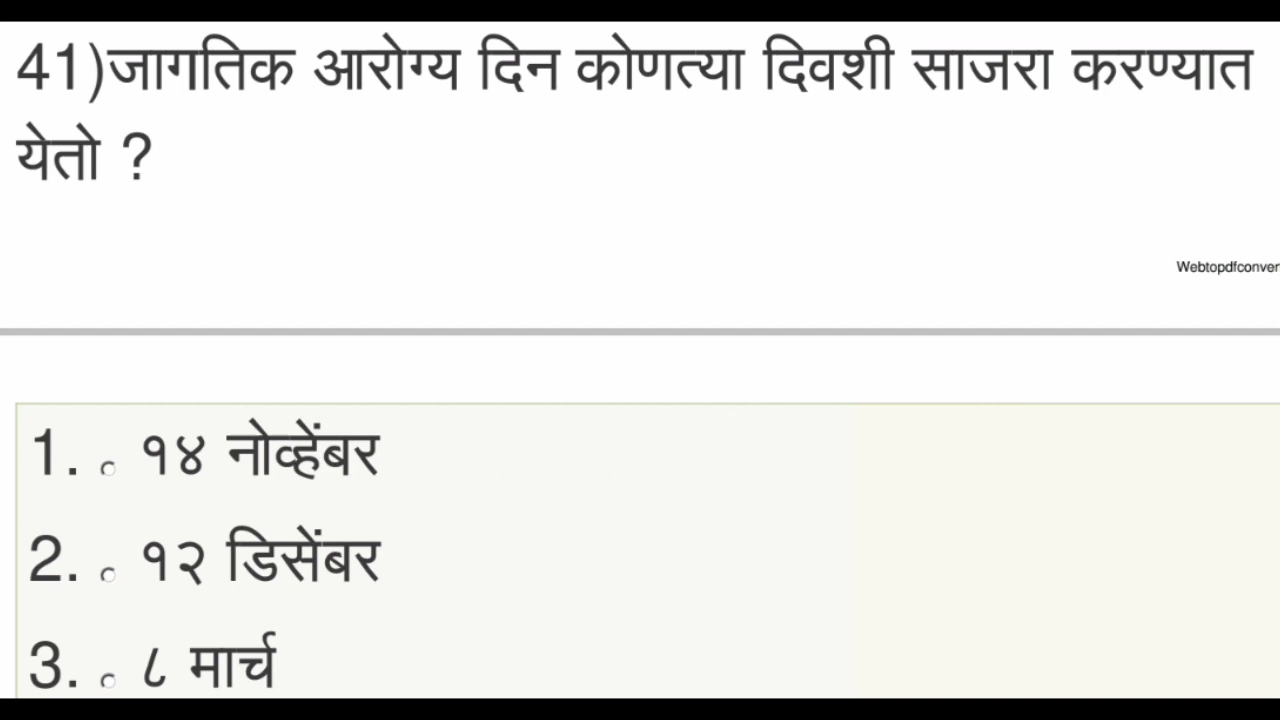 41)जागतिक आरोग्य दिन कोणत्या दिवशी साजरा करण्यात
येतो ?
Webtopdfconver
1. १४ नोव्हेंबर
2. १२ डिसेंबर
3. ८ मार्च